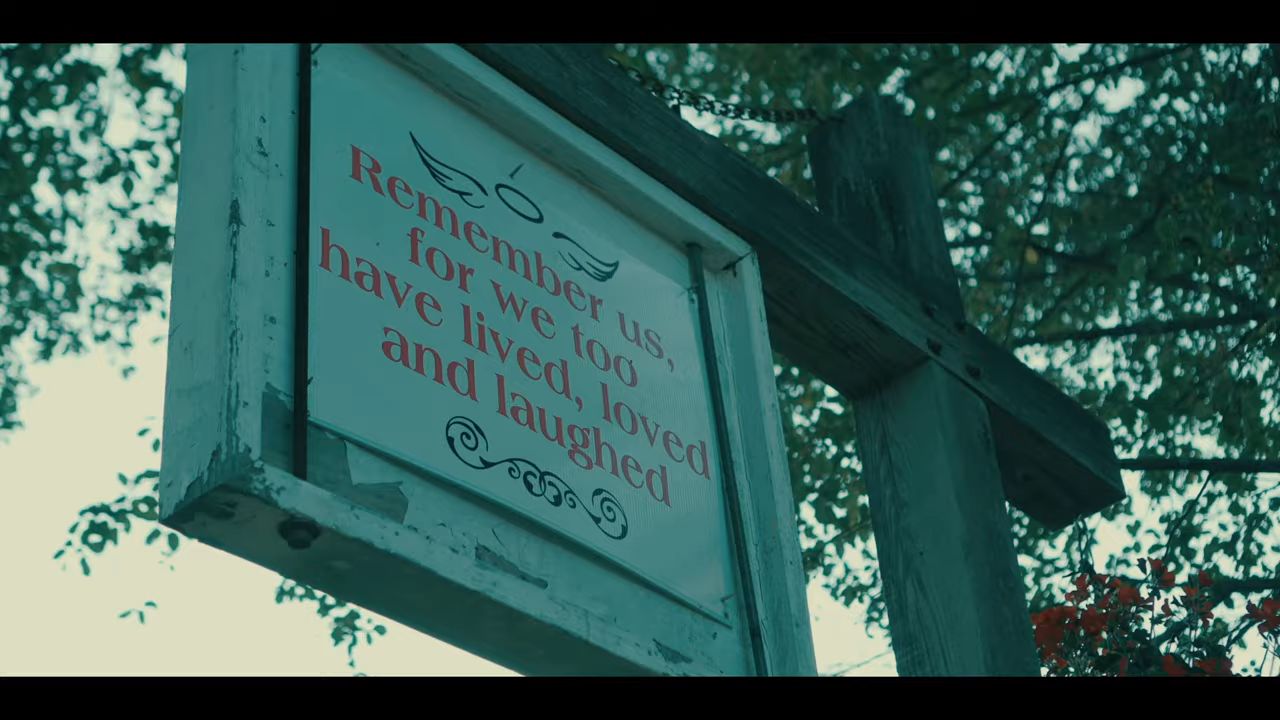 Remember us,
for we too
have lived, loved
and laughed